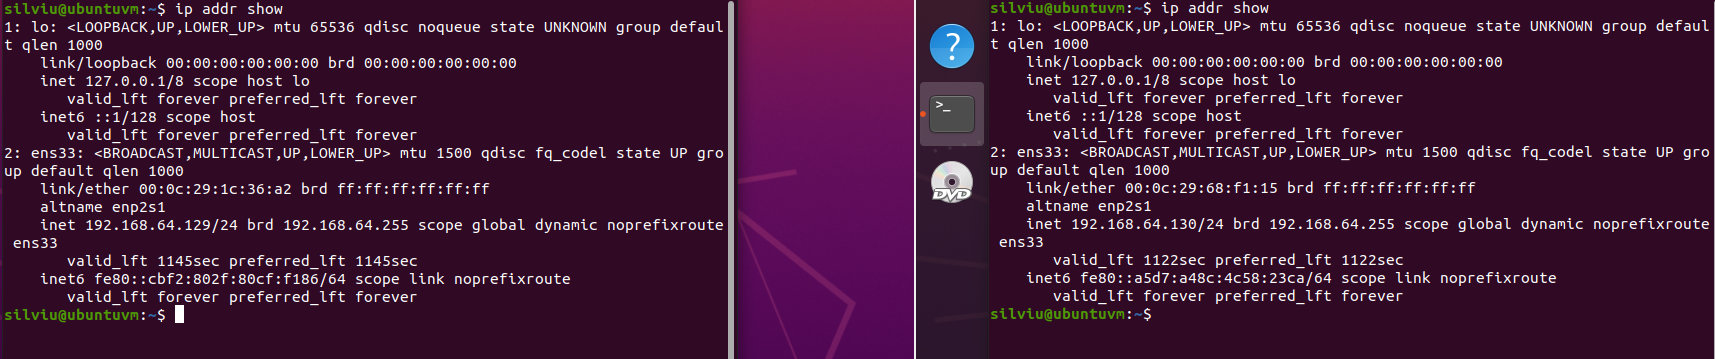 silviu@ubuntuvm:~$ ip addr show
1: lo: <LOOPBACK,UP,LOWER_UP> mtu 65536 qdisc noqueue state UNKNOWN group defaul
t qlen 1000
    link/loopback 00:00:00:00:00:00 brd 00:00:00:00:00:00
    inet 127.0.0.1/8 scope host lo
       valid_lft forever preferred_lft forever
    inet6 ::1/128 scope host
       valid_lft forever preferred_lft forever
2: ens33: <BROADCAST,MULTICAST,UP,LOWER_UP> mtu 1500 qdisc fq_codel state UP gro
up default qlen 1000
    link/ether 00:0c:29:1c:36:a2 brd ff:ff:ff:ff:ff:ff
    altname enp2s1
    inet 192.168.64.129/24 brd 192.168.64.255 scope global dynamic noprefixroute
 ens33
       valid_lft 1145sec preferred_lft 1145sec
    inet6 fe80::cbf2:802f:80cf:f186/64 scope link noprefixroute
       valid_lft forever preferred_lft forever
silviu@ubuntuvm:~$
?
>_
DVD
silviu@ubuntuvm:~$ ip addr show
1: lo: <LOOPBACK,UP,LOWER_UP> mtu 65536 qdisc noqueue state UNKNOWN group defaul
t qlen 1000
    link/loopback 00:00:00:00:00:00 brd 00:00:00:00:00:00
    inet 127.0.0.1/8 scope host lo
       valid_lft forever preferred_lft forever
    inet6 ::1/128 scope host
       valid_lft forever preferred_lft forever
2: ens33: <BROADCAST,MULTICAST,UP,LOWER_UP> mtu 1500 qdisc fq_codel state UP gro
up default qlen 1000
    link/ether 00:0c:29:68:f1:15 brd ff:ff:ff:ff:ff:ff
    altname enp2s1
    inet 192.168.64.130/24 brd 192.168.64.255 scope global dynamic noprefixroute
 ens33
       valid_lft 1122sec preferred_lft 1122sec
    inet6 fe80::a5d7:a48c:4c58:23ca/64 scope link noprefixroute
       valid_lft forever preferred_lft forever
silviu@ubuntuvm:~$